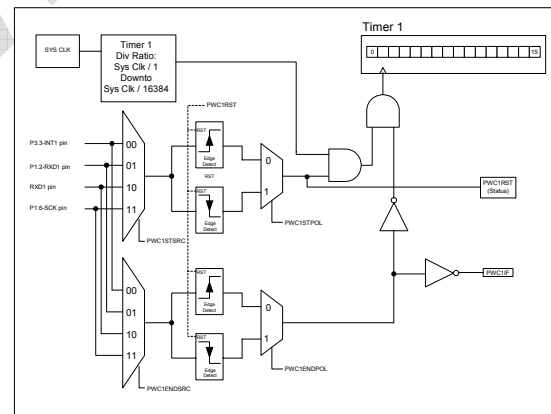 Timer 1
0
15
SYS CLK
Timer 1
Div Ratio:
Sys Clk / 1
Downto
Sys Clk / 16384
PWC1RST
P3.3-INT1 pin
P1.2-RXD1 pin
RXD1 pin
P1.6-SCK pin
00
01
10
11
RST
Edge
Detect
RST
RST
Edge
Detect
0
1
PWC1STSRC
PWC1STPOL
PWC1RST
(Status)
PWC1IF
00
01
10
11
RST
Edge
Detect
RST
Edge
Detect
0
1
PWC1ENDSRC
PWC1ENDPOL